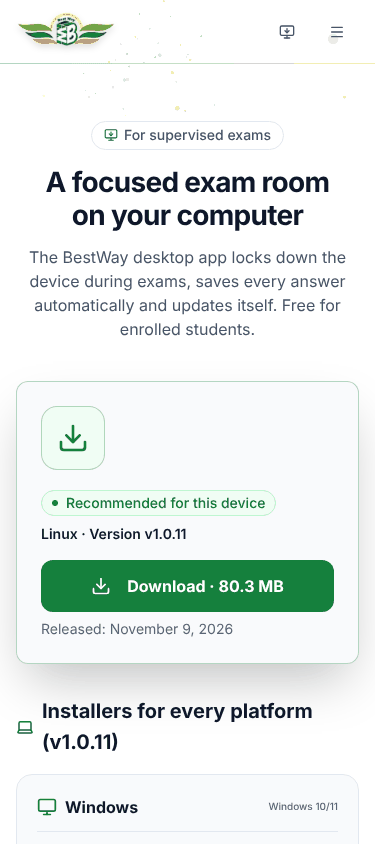 For supervised exams
A focused exam room
on your computer
The BestWay desktop app locks down the
device during exams, saves every answer
automatically and updates itself. Free for
enrolled students.
Recommended for this device
Linux · Version v1.0.11
Download · 80.3 MB
Released: November 9, 2026
Installers for every platform
(v1.0.11)
Windows
Windows 10/11